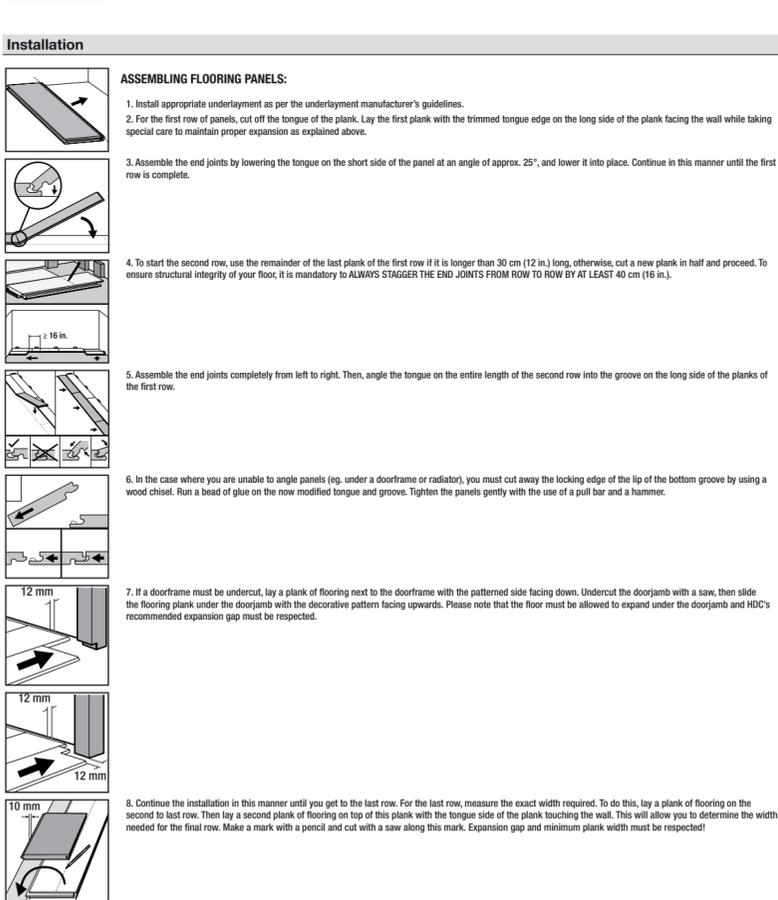 Installation
ASSEMBLING FLOORING PANELS:
1. Install appropriate underlayment as per the underlayment manufacturer's guidelines.
2. For the first row of panels, cut off the tongue of the plank. Lay the first plank with the trimmed tongue edge on the long side of the plank facing the wall while taking
special care to maintain proper expansion as explained above.
3. Assemble the end joints by lowering the tongue on the short side of the panel at an angle of approx. 25°, and lower it into place. Continue in this manner until the first
row is complete.
4. To start the second row, use the remainder of the last plank of the first row if it is longer than 30 cm (12 in.) long, otherwise, cut a new plank in half and proceed. To
ensure structural integrity of your floor, it is mandatory to ALWAYS STAGGER THE END JOINTS FROM ROW TO ROW BY AT LEAST 40 cm (16 in.).
≥ 16 in.
5. Assemble the end joints completely from left to right. Then, angle the tongue on the entire length of the second row into the groove on the long side of the planks of
the first row.
6. In the case where you are unable to angle panels (eg. under a doorframe or radiator), you must cut away the locking edge of the lip of the bottom groove by using a
wood chisel. Run a bead of glue on the now modified tongue and groove. Tighten the panels gently with the use of a pull bar and a hammer.
12 mm
7. If a doorframe must be undercut, lay a plank of flooring next to the doorframe with the patterned side facing down. Undercut the doorjamb with a saw, then slide
the flooring plank under the doorjamb with the decorative pattern facing upwards. Please note that the floor must be allowed to expand under the doorjamb and HDC's
recommended expansion gap must be respected.
12 mm
12 mm
10 mm
8. Continue the installation in this manner until you get to the last row. For the last row, measure the exact width required. To do this, lay a plank of flooring on the
second to last row. Then lay a second plank of flooring on top of this plank with the tongue side of the plank touching the wall. This will allow you to determine the width
needed for the final row. Make a mark with a pencil and cut with a saw along this mark. Expansion gap and minimum plank width must be respected!